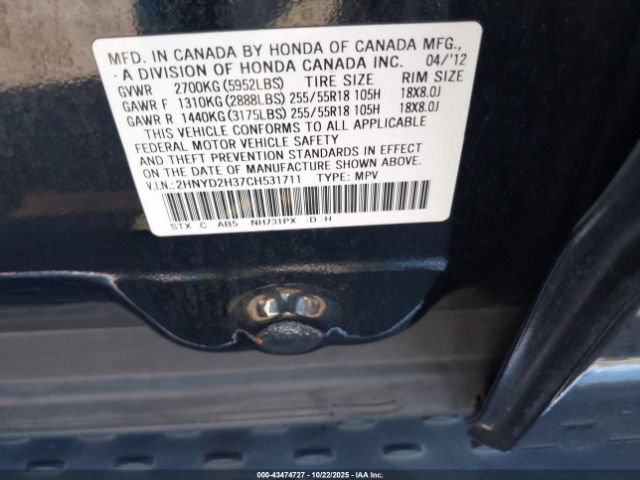 MFD. IN CANADA BY HONDA OF CANADA MFG.,
A DIVISION OF HONDA CANADA INC. 04/'12
GVWR 2700KG(5952LBS) TIRE SIZE RIM SIZE
GAWR F 1310KG(2888LBS) 255/55R18 105H 18X8.0J
GAWR R 1440KG(3175LBS) 255/55R18 105H 18X8.0J
THIS VEHICLE CONFORMS TO ALL APPLICABLE
FEDERAL MOTOR VEHICLE SAFETY
AND THEFT PREVENTION STANDARDS IN EFFECT
ON THE DATE OF MANUFACTURE SHOWN ABOVE.
V.I.N.:2HNYD2H37CH531711 TYPE: MPV
STX C AB5 -NH731PX -D H
000-43474727 - 10/22/2025 - IAA Inc.